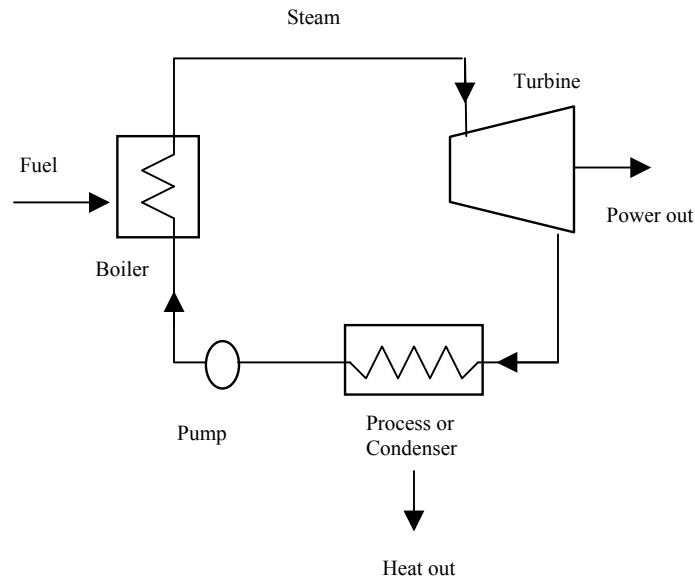 Steam
Turbine
Fuel
Power out
Boiler
Process or
Condenser
Pump
Heat out